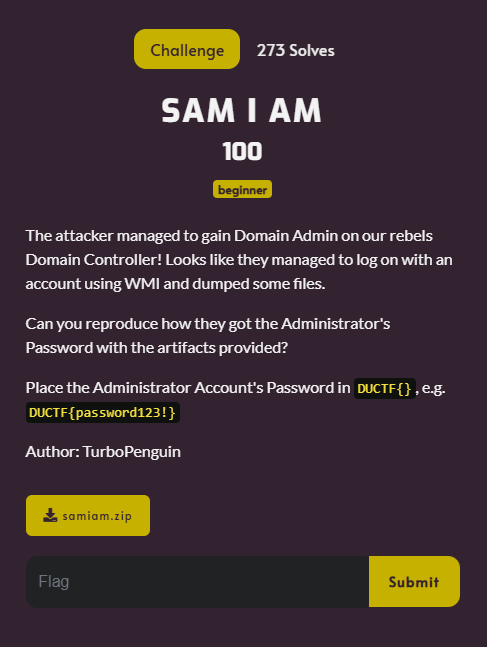 Challenge
273 Solves
SAM I AM
100
beginner
The attacker managed to gain Domain Admin on our rebels
Domain Controller! Looks like they managed to log on with an
account using WMI and dumped some files.
Can you reproduce how they got the Administrator's
Password with the artifacts provided?
Place the Administrator Account's Password in DUCTF{}, e.g.
DUCTF{password123!}
Author: TurboPenguin
samiam.zip
Flag
Submit